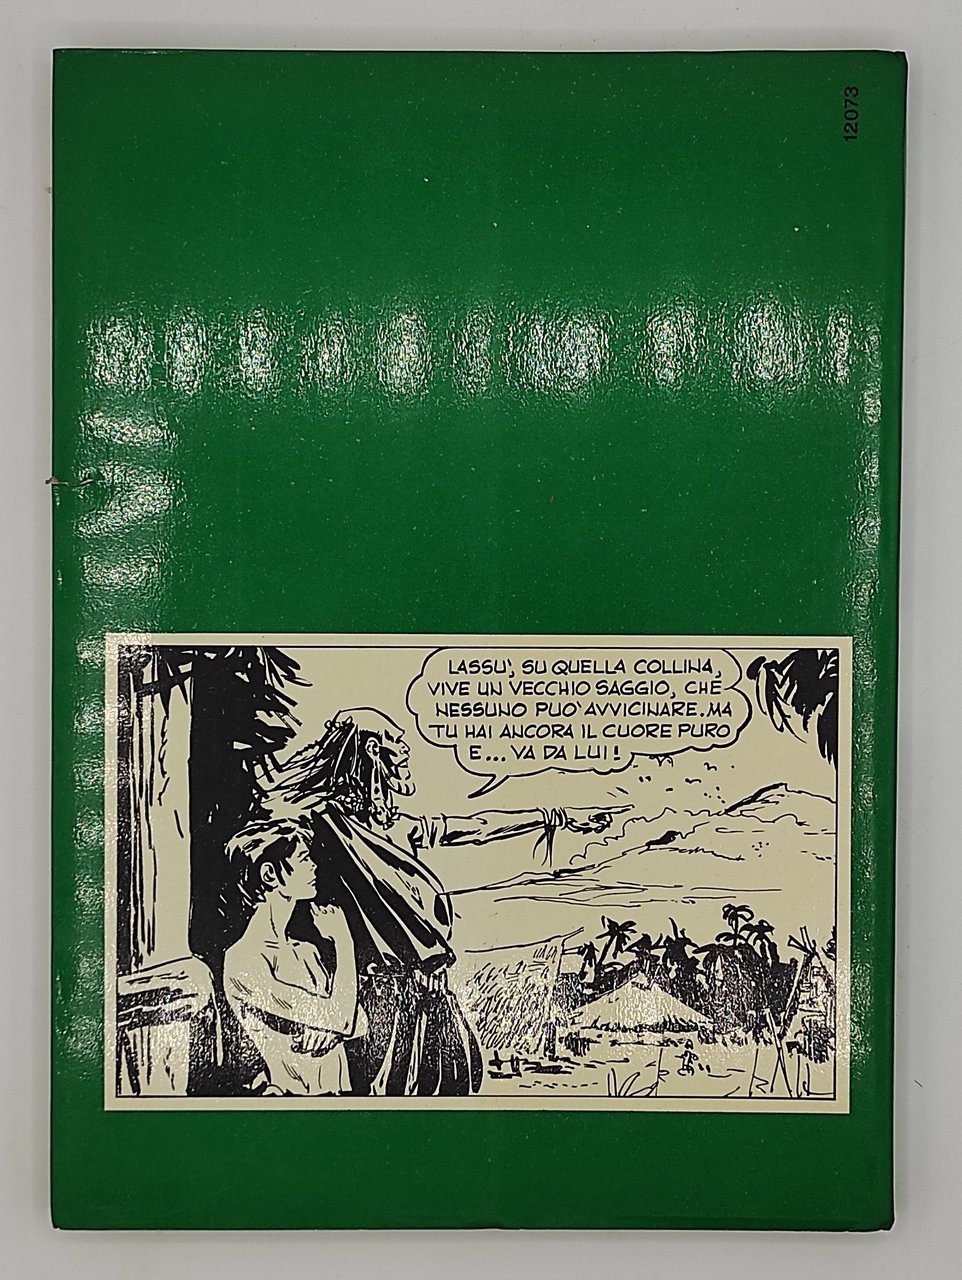 12073
LASSU', SU QUELLA COLLINA,
VIVE UN VECCHIO SAGGIO, CHE
NESSUNO PUO' AVVICINARE. MA
TU HAI ANCORA IL CUORE PURO
E... VA DA LUI!